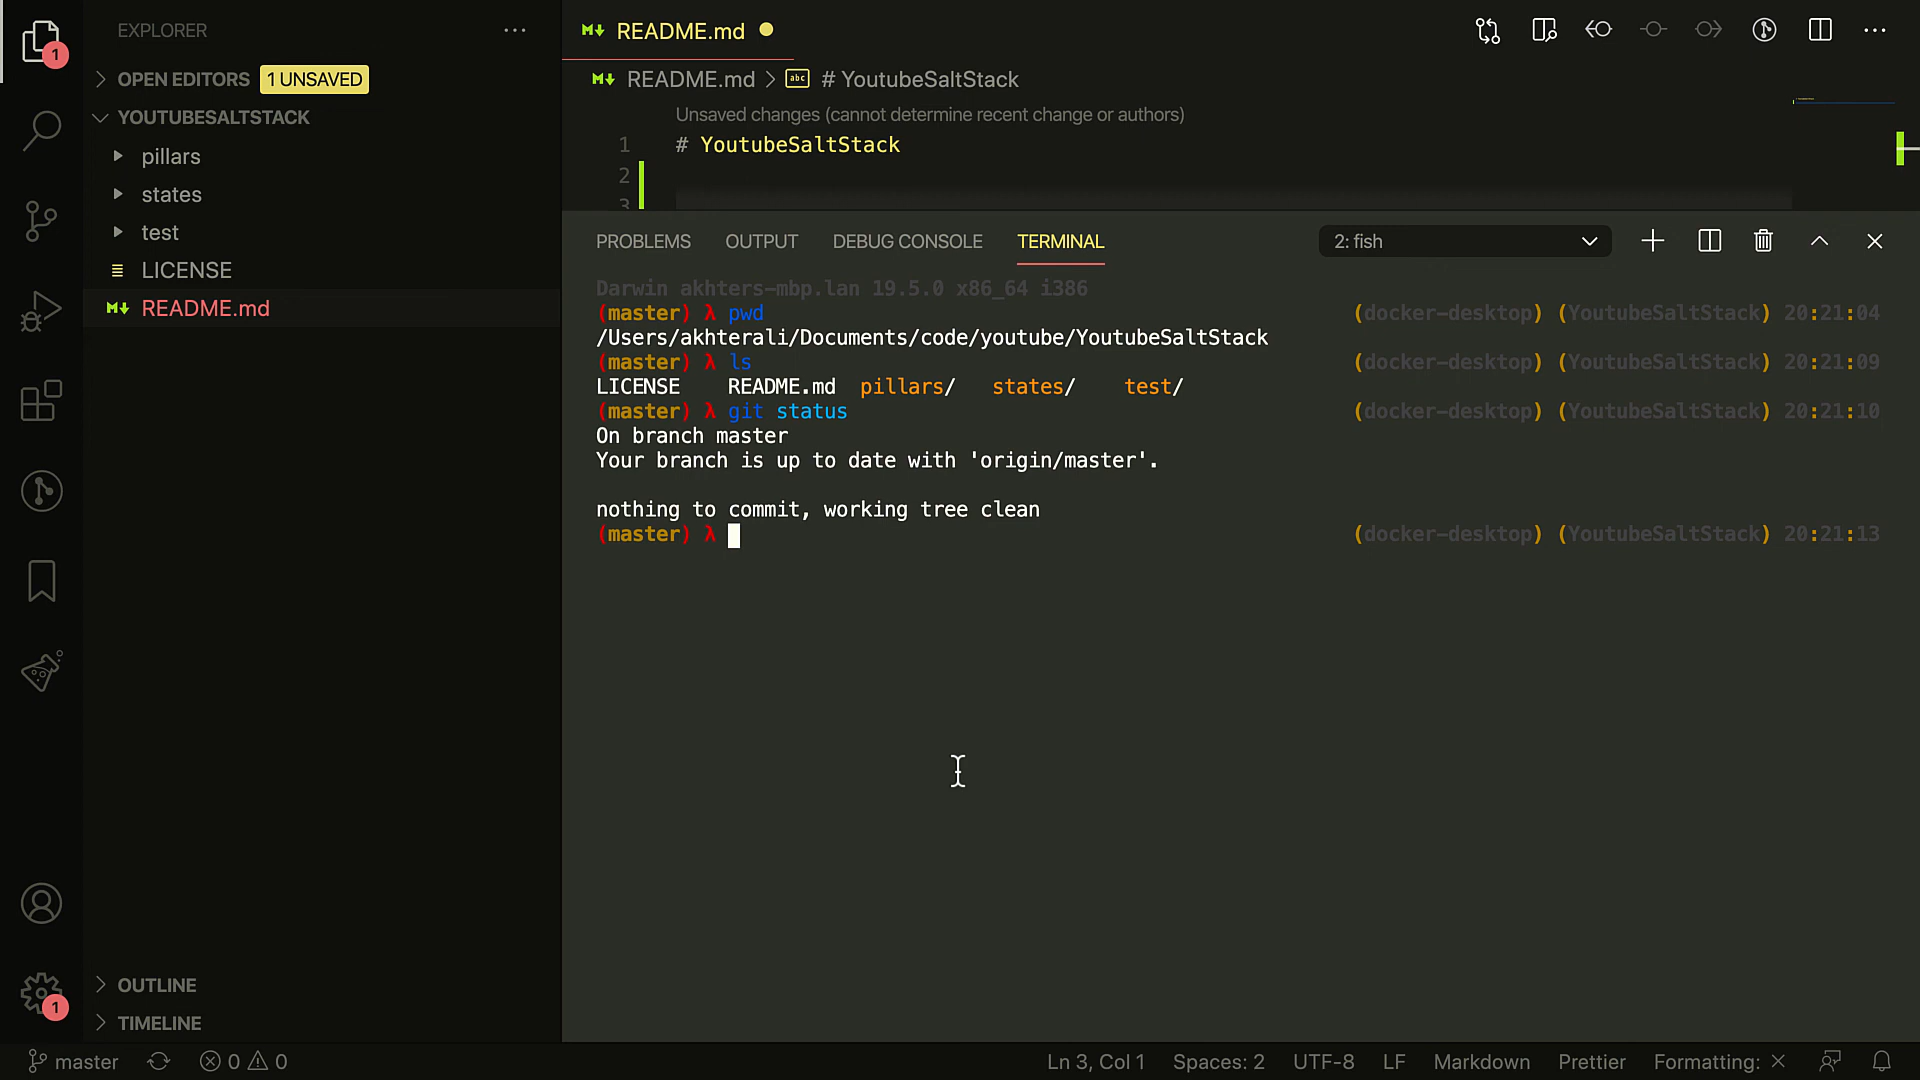 EXPLORER
OPEN EDITORS 1 UNSAVED
YOUTUBESALTSTACK
pillars
states
test
LICENSE
README.md
OUTLINE
TIMELINE
README.md
README.md > # YoutubeSaltStack
Unsaved changes (cannot determine recent change or authors)
1 # YoutubeSaltStack
2
3
PROBLEMS OUTPUT DEBUG CONSOLE TERMINAL 2: fish
Darwin akhters-mbp.lan 19.5.0 x86_64 i386
(master) λ pwd (docker-desktop) (YoutubeSaltStack) 20:21:04
/Users/akhterali/Documents/code/youtube/YoutubeSaltStack
(master) λ ls (docker-desktop) (YoutubeSaltStack) 20:21:09
LICENSE README.md pillars/ states/ test/
(master) λ git status (docker-desktop) (YoutubeSaltStack) 20:21:10
On branch master
Your branch is up to date with 'origin/master'.
nothing to commit, working tree clean
(master) λ (docker-desktop) (YoutubeSaltStack) 20:21:13
1
1
master 0 0 Ln 3, Col 1 Spaces: 2 UTF-8 LF Markdown Prettier Formatting: ×